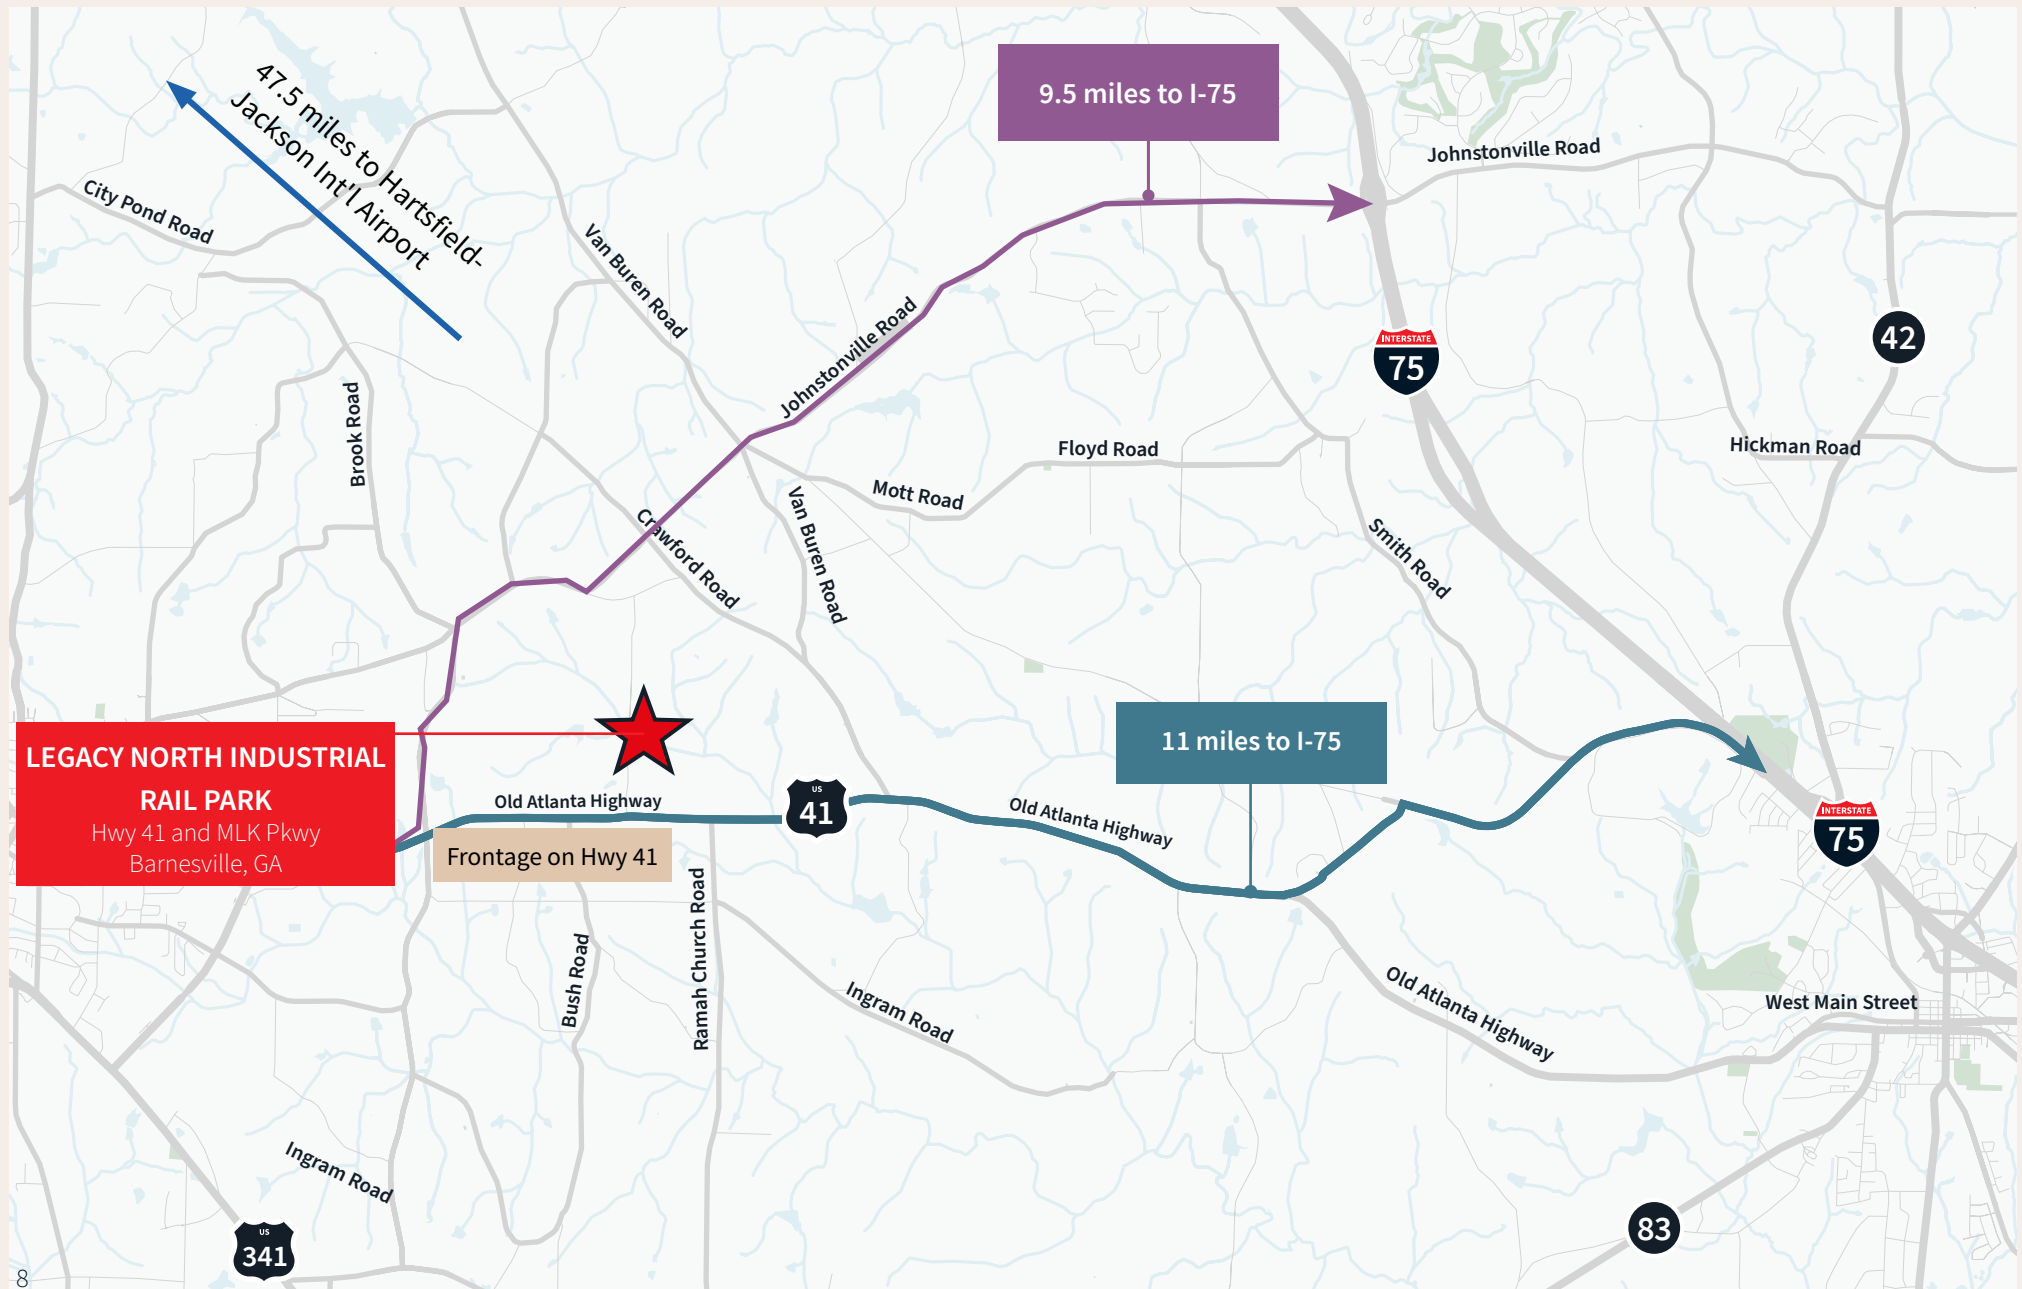 9.5 miles to I-75
47.5 miles to Hartsfield-
Jackson Int'l Airport
Johnstonville Road
City Pond Road
Van Buren Road
Johnstonville Road
INTERSTATE
75
42
Brook Road
Floyd Road
Hickman Road
Mott Road
Crawford Road
Van Buren Road
Smith Road
LEGACY NORTH INDUSTRIAL
RAIL PARK
Hwy 41 and MLK Pkwy
Barnesville, GA
11 miles to I-75
Old Atlanta Highway
US
41
Old Atlanta Highway
INTERSTATE
75
Frontage on Hwy 41
Bush Road
Ramah Church Road
Ingram Road
Old Atlanta Highway
West Main Street
Ingram Road
US
341
83
8